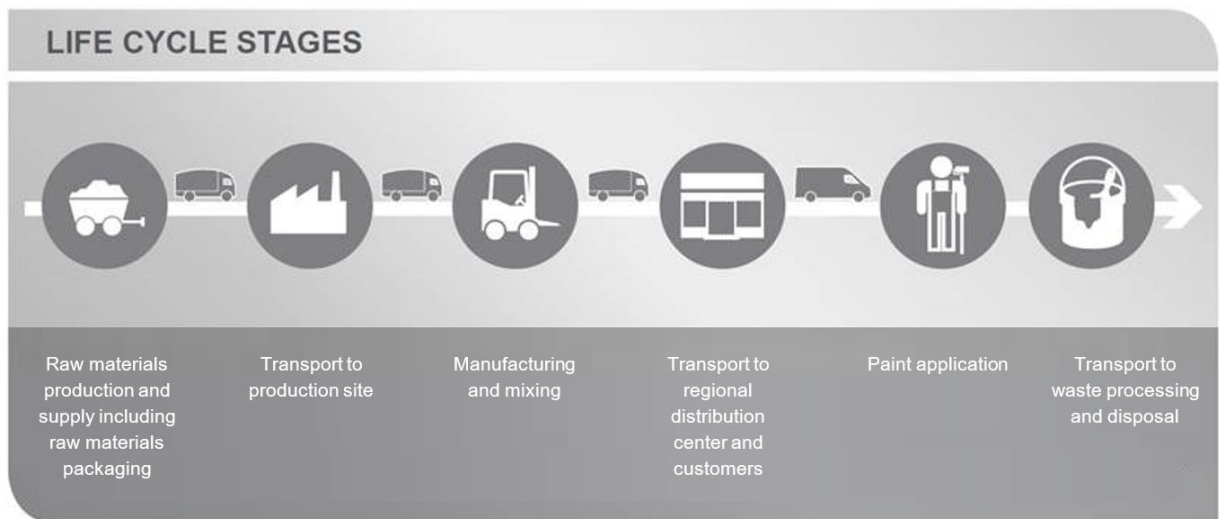 LIFE CYCLE STAGES
Raw materials
production and
supply including
raw materials
packaging
Transport to
production site
Manufacturing
and mixing
Transport to
regional
distribution
center and
customers
Paint application
Transport to
waste processing
and disposal